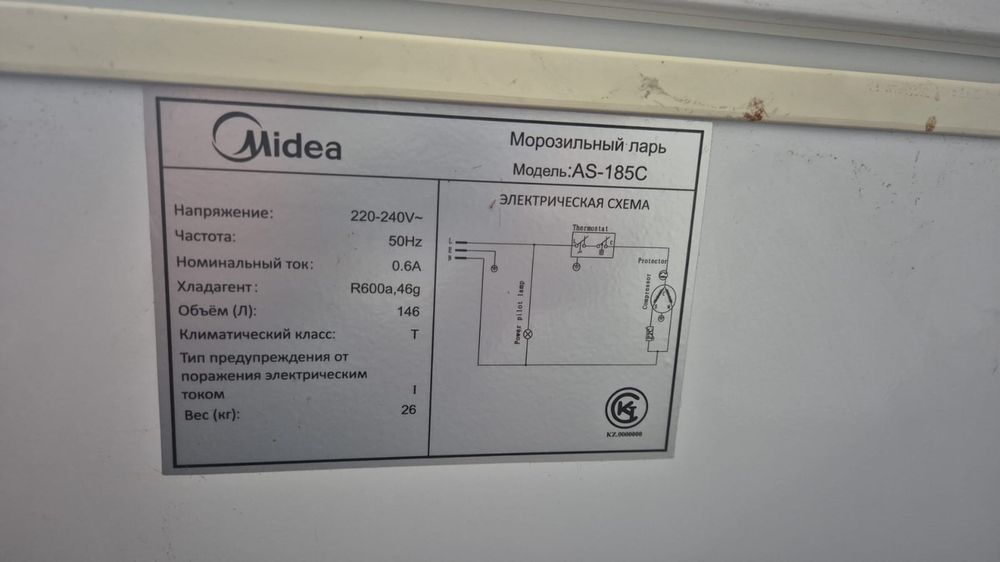 Midea
Морозильный ларь
Модель:AS-185C
Напряжение: 220-240V~
Частота: 50Hz
Номинальный ток: 0.6A
Хладагент: R600a,46g
Объём (Л): 146
Климатический класс: T
Тип предупреждения от
поражения электрическим
током I
Вес (кг): 26
ЭЛЕКТРИЧЕСКАЯ СХЕМА
Thermostat
L
E
N
Protector
Compressor
Power pilot lamp
PTC
KZ.0000000